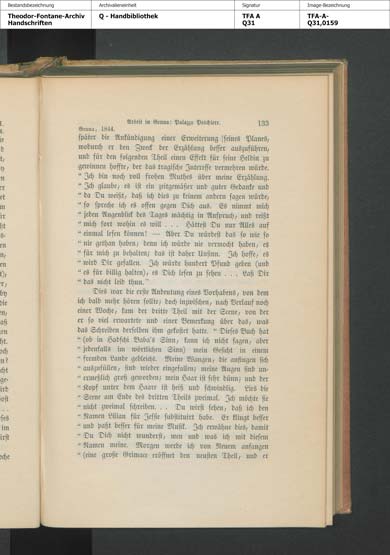 Bestandsbezeichnung
Theodor-Fontane-Archiv
Handschriften
Archivalieneinheit
Q - Handbibliothek
Signatur
TFA A
Q31
Image-Bezeichnung
TFA-A-
Q31,0159
Arbeit in Genua: Palazzo Peschiere. 133
Genua, 1844.
später die Ankündigung einer Erweiterung seines Planes,
wodurch er den Zweck der Erzählung besser auszuführen,
und für den folgenden Theil einen Effekt für seine Heldin zu
gewinnen hoffte, der das tragische Interesse vermehren würde.
“ Ich bin noch voll frohen Muthes über meine Erzählung.
“ Ich glaube, es ist ein zeitgemäßer und guter Gedanke und
“ da Du weißt, daß ich dies zu keinem andern sagen würde,
“ so spreche ich es offen gegen Dich aus. Es nimmt mich
“ jeden Augenblick des Tages mächtig in Anspruch, und reißt
“ mich fort wohin es will . . . Hättest Du nur Alles auf
“ einmal lesen können! — Aber Du würdest das so wie so
“ nie gethan haben, denn ich würde nie vermocht haben, es
“ für mich zu behalten; das ist daher Unsinn. Ich hoffe, es
“ wird Dir gefallen. Ich würde hundert Pfund geben (und
“ es für billig halten), es Dich lesen zu sehen . . . Laß Dir
“ das nicht leid thun.”
Dies war die erste Andeutung eines Vorhabens, von dem
ich bald mehr hören sollte; doch inzwischen, nach Verlauf noch
einer Woche, kam der dritte Theil mit der Scene, von der
er so viel erwartete und einer Bemerkung über das, was
das Schreiben derselben ihm gekostet hatte. “ Dieses Buch hat
“ (ob in Hadschi Baba's Sinn, kann ich nicht sagen, aber
“ jedenfalls im wörtlichen Sinn) mein Gesicht in einem
“ fremden Lande gebleicht. Meine Wangen, die anfingen sich
“ auszufüllen, sind wieder eingefallen; meine Augen sind un-
“ ermeßlich groß geworden; mein Haar ist sehr dünn; und der
“ Kopf unter dem Haare ist heiß und schwindlig. Lies die
“ Scene am Ende des dritten Theils zweimal. Ich möchte sie
“ nicht zweimal schreiben. . . Du wirst sehen, daß ich den
“ Namen Lilian für Jessie substituirt habe. Er klingt besser
“ und paßt besser für meine Musik. Ich erwähne dies, damit
“ Du Dich nicht wunderst, wen und was ich mit diesem
“ Namen meine. Morgen werde ich von Neuem anfangen
“ (eine große Grimace eröffnet den neusten Theil, und er